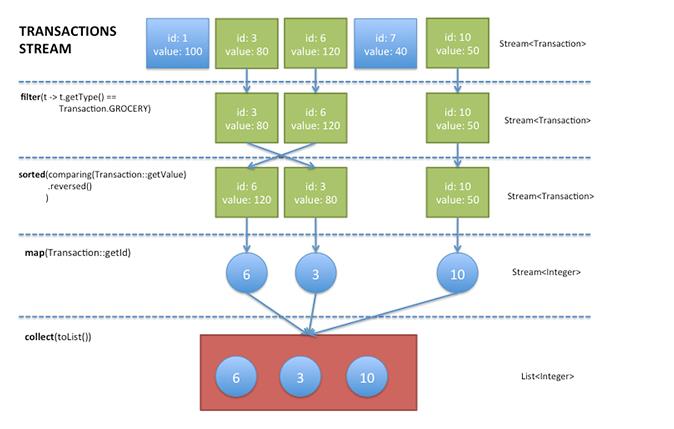 TRANSACTIONS
STREAM
id: 1
value: 100
id: 3
value: 80
id: 6
value: 120
id: 7
value: 40
id: 10
value: 50
Stream<Transaction>
filter(t -> t.getType() ==
Transaction.GROCERY)
id: 3
value: 80
id: 6
value: 120
id: 10
value: 50
Stream<Transaction>
sorted(comparing(Transaction::getValue)
.reversed()
)
id: 6
value: 120
id: 3
value: 80
id: 10
value: 50
Stream<Transaction>
map(Transaction::getId)
6
3
10
Stream<Integer>
collect(toList())
6
3
10
List<Integer>